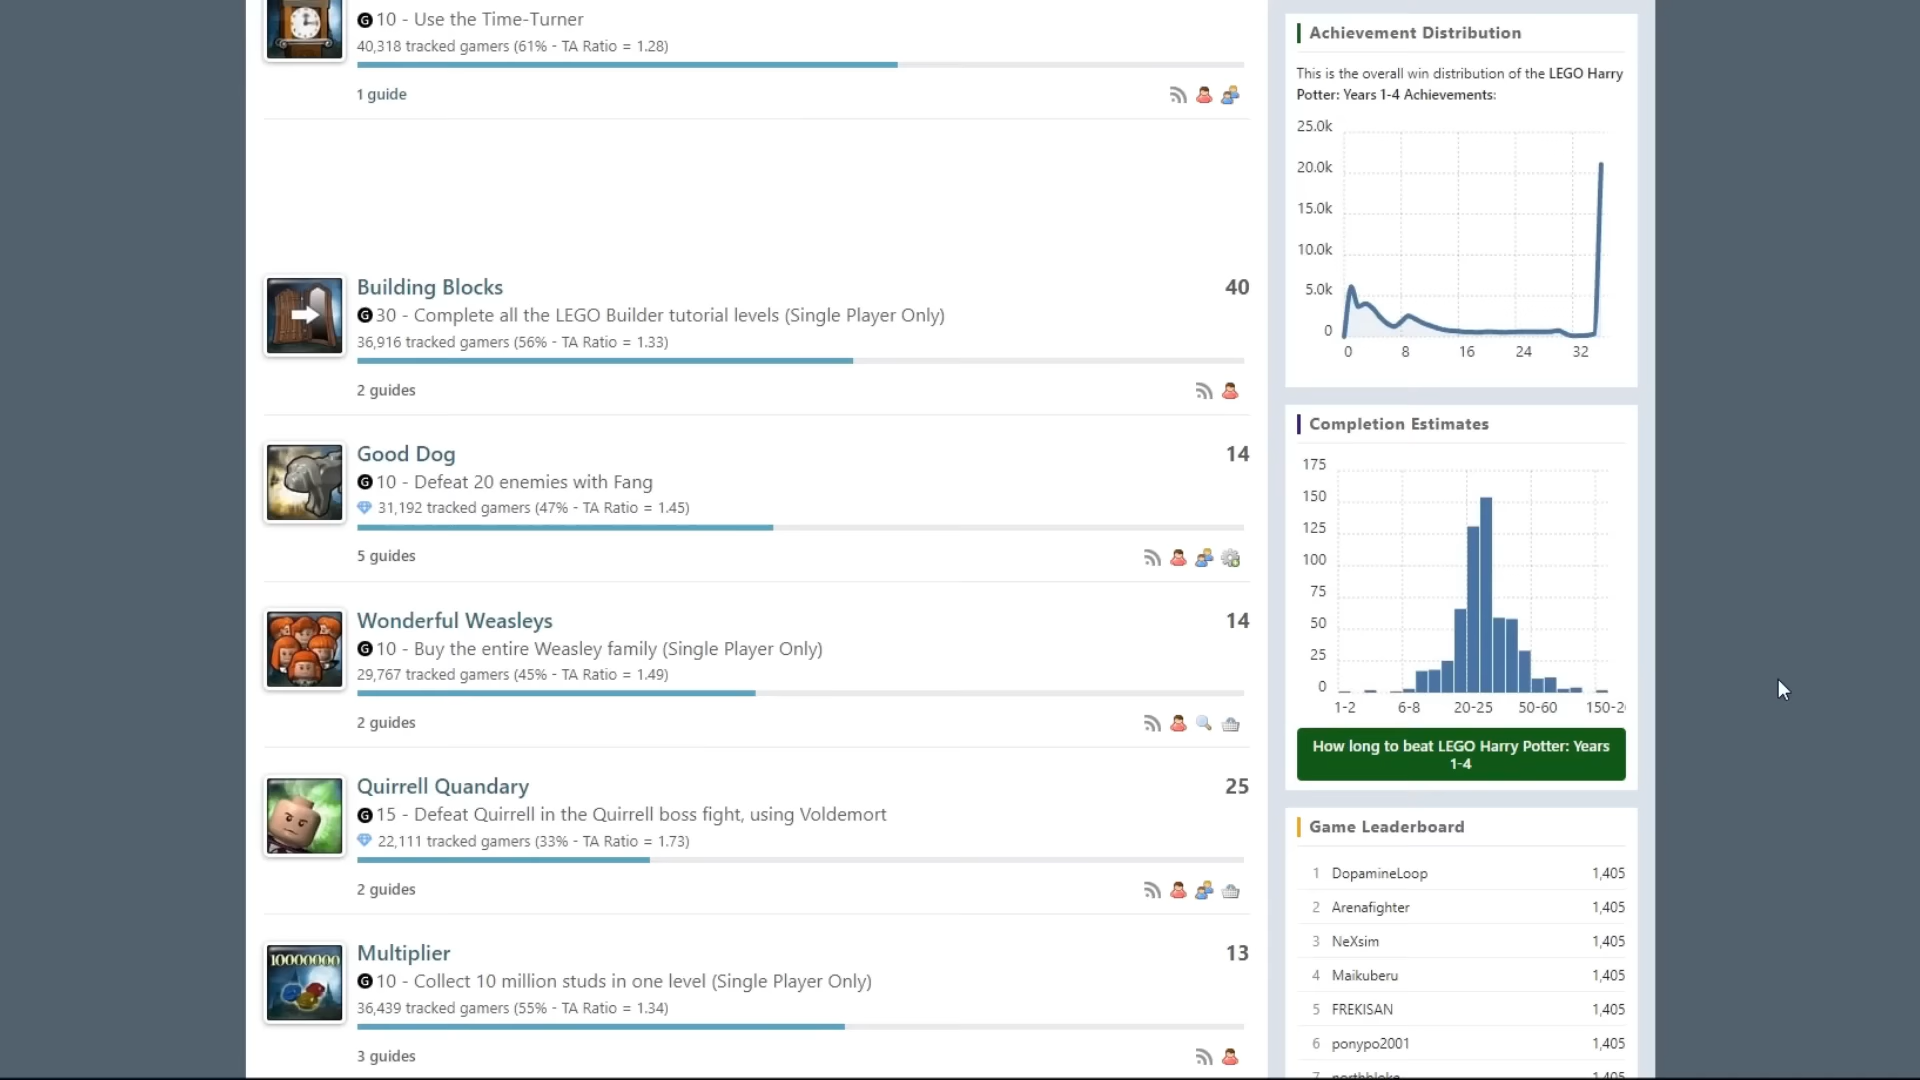 G 10 - Use the Time-Turner
40,318 tracked gamers (61% - TA Ratio = 1.28)
1 guide
Building Blocks
40
G 30 - Complete all the LEGO Builder tutorial levels (Single Player Only)
36,916 tracked gamers (56% - TA Ratio = 1.33)
2 guides
Good Dog
14
G 10 - Defeat 20 enemies with Fang
31,192 tracked gamers (47% - TA Ratio = 1.45)
5 guides
Wonderful Weasleys
14
G 10 - Buy the entire Weasley family (Single Player Only)
29,767 tracked gamers (45% - TA Ratio = 1.49)
2 guides
Quirrell Quandary
25
G 15 - Defeat Quirrell in the Quirrell boss fight, using Voldemort
22,111 tracked gamers (33% - TA Ratio = 1.73)
2 guides
10000000
Multiplier
13
G 10 - Collect 10 million studs in one level (Single Player Only)
36,439 tracked gamers (55% - TA Ratio = 1.34)
3 guides
Achievement Distribution
This is the overall win distribution of the LEGO Harry
Potter: Years 1-4 Achievements:
25.0k
20.0k
15.0k
10.0k
5.0k
0
0 8 16 24 32
Completion Estimates
175
150
125
100
75
50
25
0
1-2 6-8 20-25 50-60 150-2
How long to beat LEGO Harry Potter: Years
1-4
Game Leaderboard
1 DopamineLoop 1,405
2 Arenafighter 1,405
3 NeXsim 1,405
4 Maikuberu 1,405
5 FREKISAN 1,405
6 ponypo2001 1,405